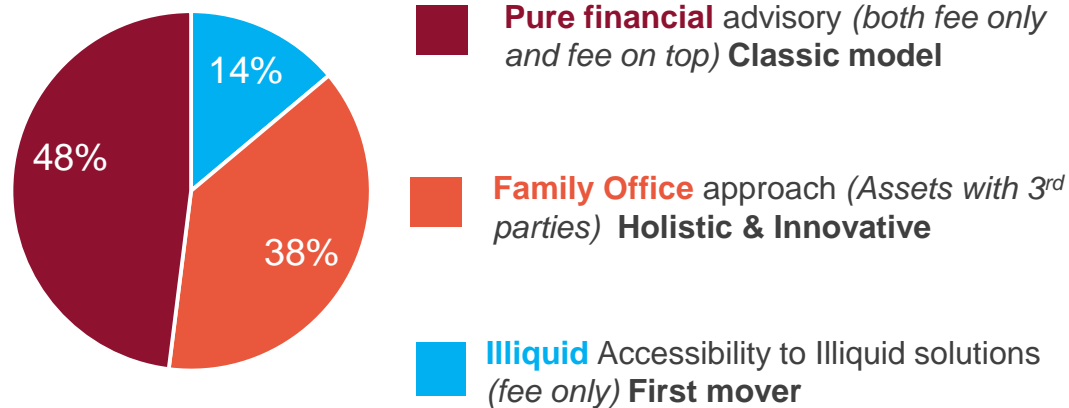 Pure financial advisory (both fee only
and fee on top) Classic model
14%
48%
Family Office approach (Assets with 3rd
parties) Holistic & Innovative
38%
Illiquid Accessibility to Illiquid solutions
(fee only) First mover